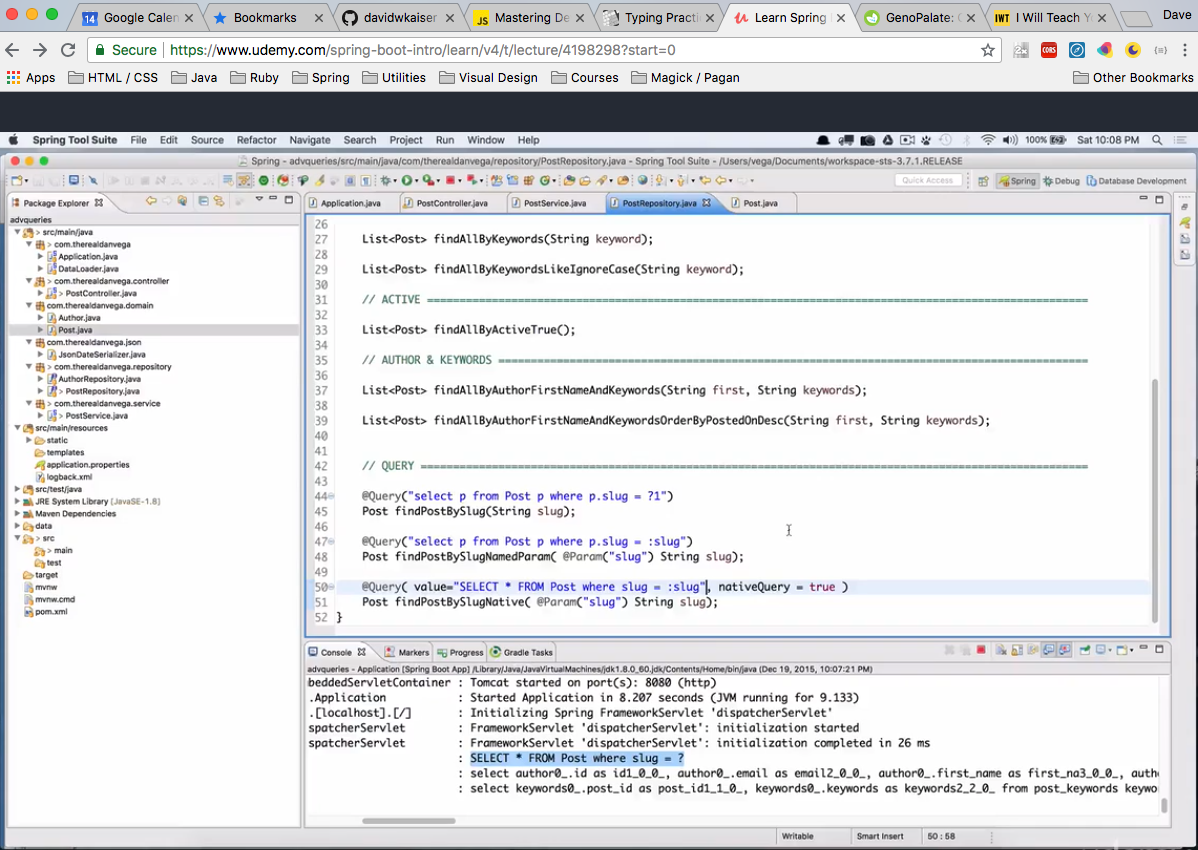 Google Calen
Bookmarks
davidwkaiser
Mastering De
Typing Practi
Learn Spring
GenoPalate: C
I Will Teach Y
Dave
14
JS
IWT
Secure
https://www.udemy.com/spring-boot-intro/learn/v4/t/lecture/4198298?start=0
Apps
HTML / CSS
Java
Ruby
Spring
Utilities
Visual Design
Courses
Magick / Pagan
Other Bookmarks
Spring Tool Suite File Edit Source Refactor Navigate Search Project Run Window Help
100%
Sat 10:08 PM
Spring - advqueries/src/main/java/com/therealdanvega/repository/PostRepository.java - Spring Tool Suite - /Users/vega/Documents/workspace-sts-3.7.1.RELEASE
Quick Access
Spring
Debug
Database Development
Package Explorer
advqueries
src/main/java
com.therealdanvega
Application.java
DataLoader.java
> com.therealdanvega.controller
> PostController.java
com.therealdanvega.domain
Author.java
Post.java
com.therealdanvega.json
JsonDateSerializer.java
> com.therealdanvega.repository
AuthorRepository.java
> PostRepository.java
> com.therealdanvega.service
> PostService.java
src/main/resources
static
templates
application.properties
logback.xml
src/test/java
JRE System Library [JavaSE-1.8]
Maven Dependencies
data
> src
> main
test
target
mvnw
mvnw.cmd
pom.xml
Application.java
PostController.java
PostService.java
PostRepository.java
Post.java
26
27 List<Post> findAllByKeywords(String keyword);
28
29 List<Post> findAllByKeywordsLikeIgnoreCase(String keyword);
30
31 // ACTIVE ==========================================================================================
32
33 List<Post> findAllByActiveTrue();
34
35 // AUTHOR & KEYWORDS ==========================================================================================
36
37 List<Post> findAllByAuthorFirstNameAndKeywords(String first, String keywords);
38
39 List<Post> findAllByAuthorFirstNameAndKeywordsOrderByPostedOnDesc(String first, String keywords);
40
41
42 // QUERY ==========================================================================================
43
44 @Query("select p from Post p where p.slug = ?1")
45 Post findPostBySlug(String slug);
46
47 @Query("select p from Post p where p.slug = :slug")
48 Post findPostBySlugNamedParam( @Param("slug") String slug);
49
50 @Query( value="SELECT * FROM Post where slug = :slug", nativeQuery = true )
51 Post findPostBySlugNative( @Param("slug") String slug);
52 }
Console
Markers
Progress
Gradle Tasks
advqueries - Application [Spring Boot App] /Library/Java/JavaVirtualMachines/jdk1.8.0_60.jdk/Contents/Home/bin/java (Dec 19, 2015, 10:07:21 PM)
beddedServletContainer : Tomcat started on port(s): 8080 (http)
.Application : Started Application in 8.207 seconds (JVM running for 9.133)
.[localhost].[/] : Initializing Spring FrameworkServlet 'dispatcherServlet'
spatcherServlet : FrameworkServlet 'dispatcherServlet': initialization started
spatcherServlet : FrameworkServlet 'dispatcherServlet': initialization completed in 26 ms
: SELECT * FROM Post where slug = ?
: select author0_.id as id1_0_0_, author0_.email as email2_0_0_, author0_.first_name as first_na3_0_0_, auth
: select keywords0_.post_id as post_id1_1_0_, keywords0_.keywords as keywords2_2_0_ from post_keywords keywo
Writable
Smart Insert
50 : 58